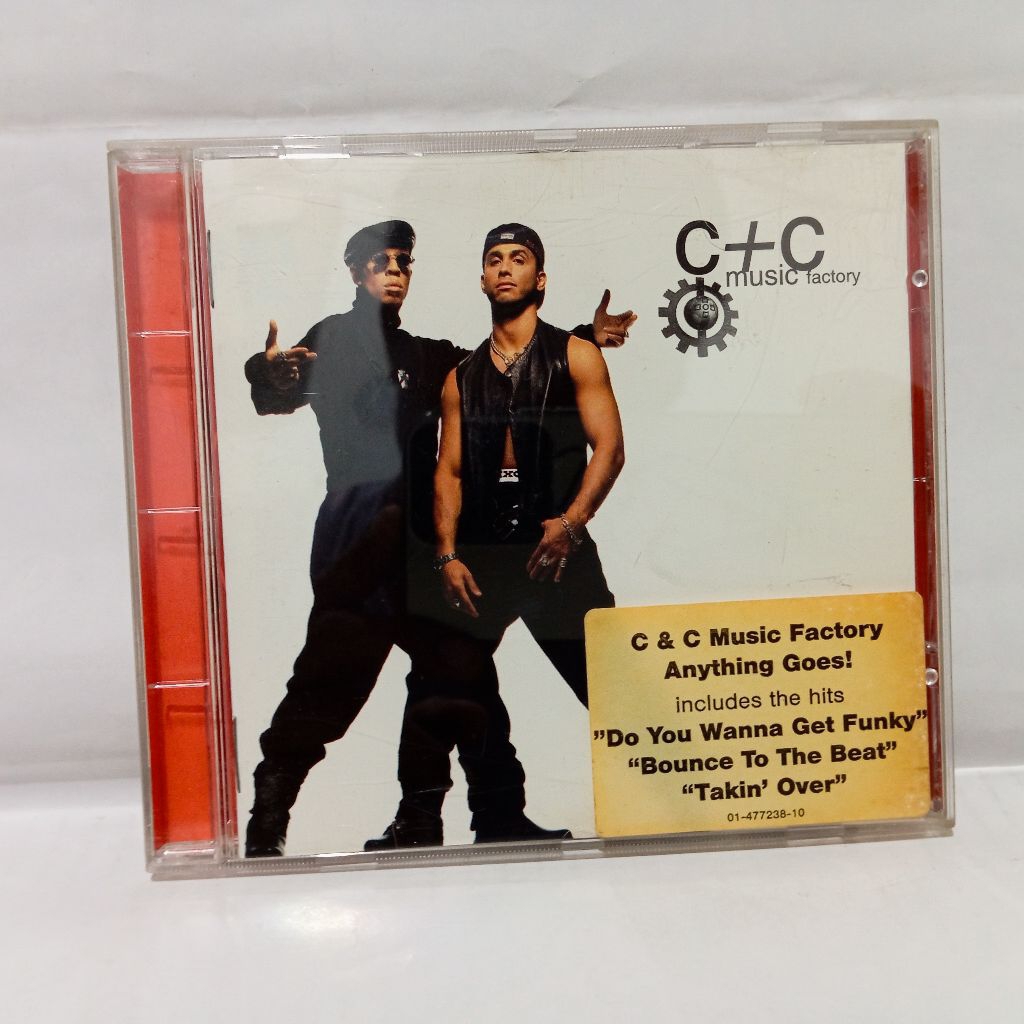 C+C
music factory
C & C Music Factory
Anything Goes!
includes the hits
”Do You Wanna Get Funky”
“Bounce To The Beat”
“Takin’ Over”
01-477238-10